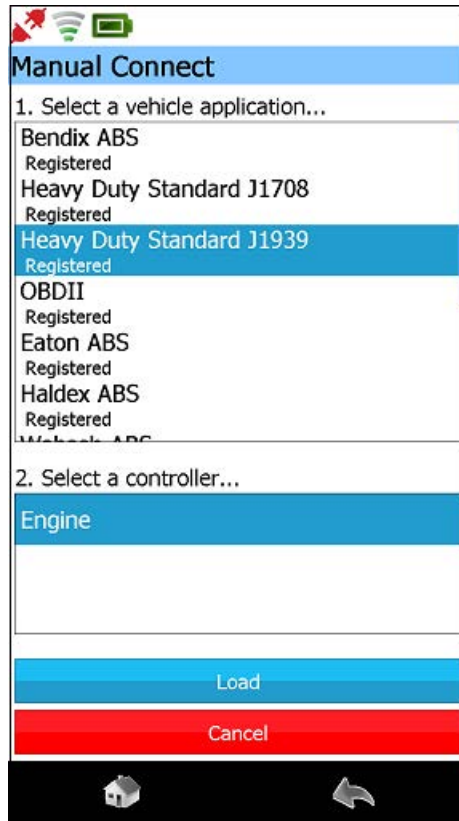 Manual Connect
1. Select a vehicle application...
Bendix ABS
Registered
Heavy Duty Standard J1708
Registered
Heavy Duty Standard J1939
Registered
OBDII
Registered
Eaton ABS
Registered
Haldex ABS
Registered
2. Select a controller...
Engine
Load
Cancel